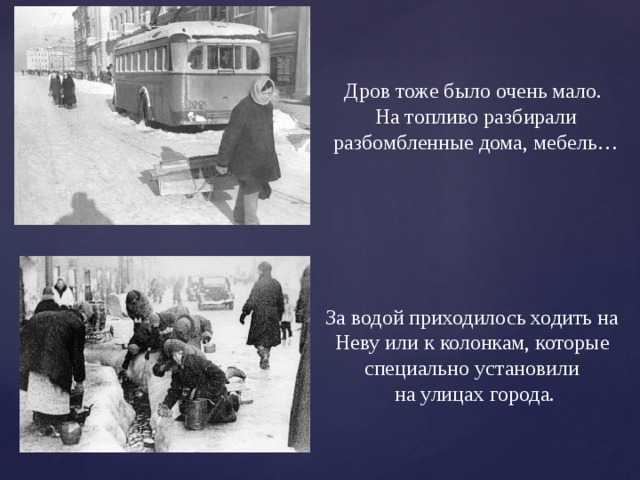 Дров тоже было очень мало.
На топливо разбирали
разбомбленные дома, мебель…
За водой приходилось ходить на
Неву или к колонкам, которые
специально установили
на улицах города.